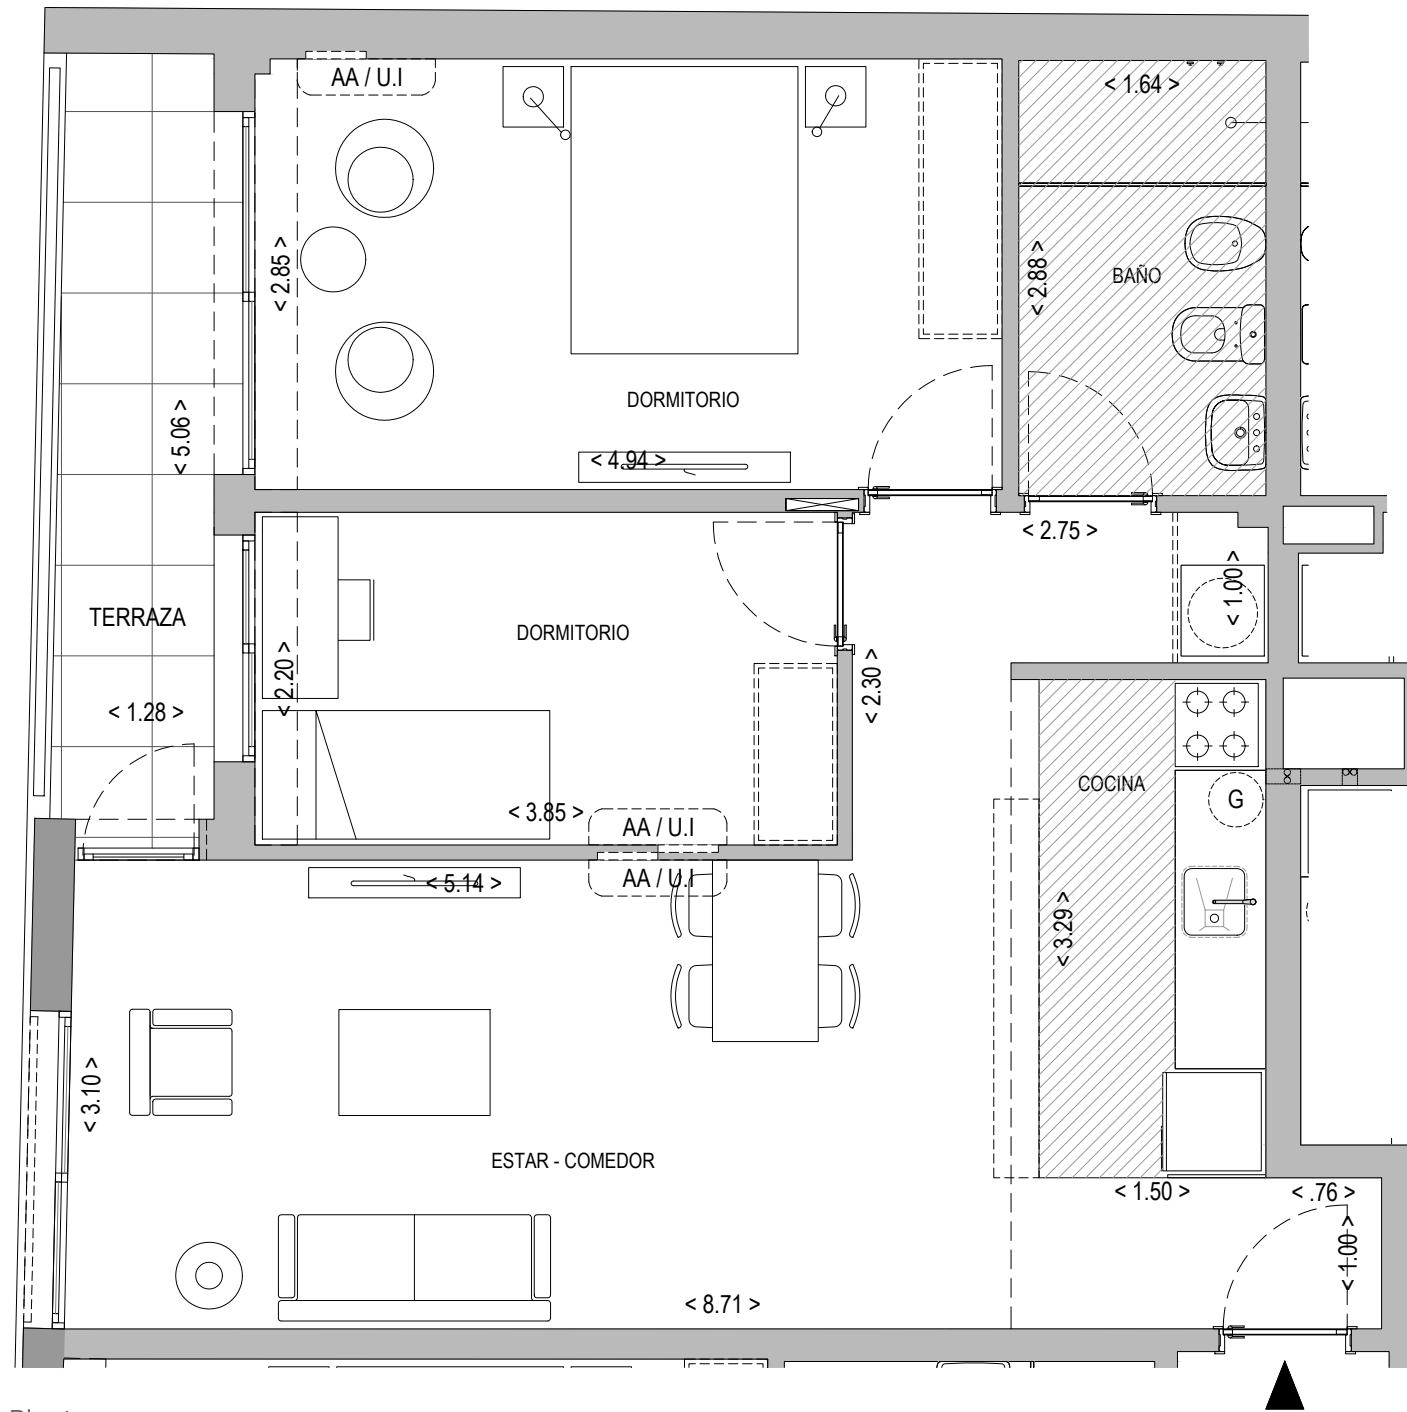 AA / U.I
< 1.64 >
< 2.85 >
< 2.88 >
BAÑO
DORMITORIO
< 5.06 >
< 4.94 >
< 2.75 >
< 1.00 >
TERRAZA
DORMITORIO
< 2.20 >
< 2.30 >
< 1.28 >
COCINA
G
< 3.85 >
AA / U.I
AA / U.I
< 5.14 >
< 3.29 >
< 3.10 >
ESTAR - COMEDOR
< 1.50 >
< .76 >
< 1.00 >
< 8.71 >